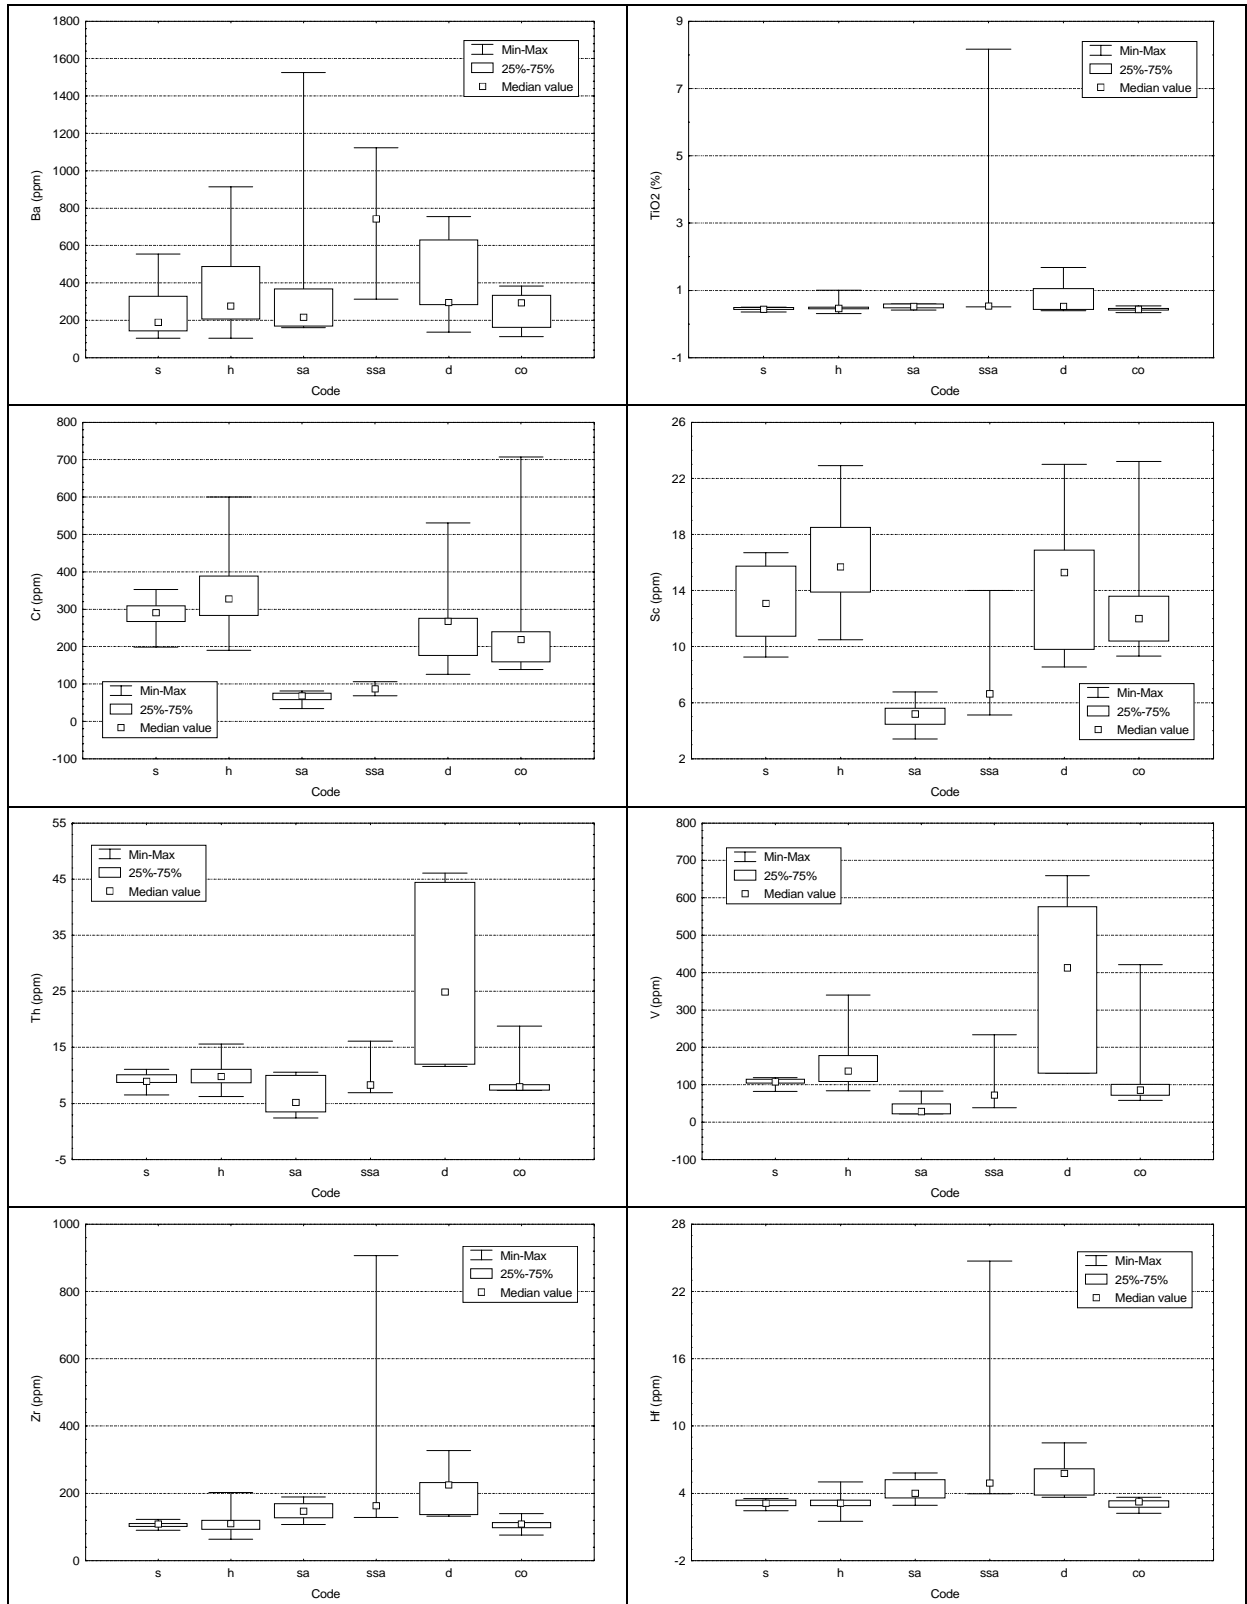 1800
1600
1400
1200
1000
800
600
400
200
0
Ba (ppm)
Min-Max
25%-75%
Median value
s h sa ssa d co
Code
9
7
5
3
1
-1
TiO2 (%)
Min-Max
25%-75%
Median value
s h sa ssa d co
Code
800
700
600
500
400
300
200
100
0
-100
Cr (ppm)
Min-Max
25%-75%
Median value
s h sa ssa d co
Code
26
22
18
14
10
6
2
Sc (ppm)
Min-Max
25%-75%
Median value
s h sa ssa d co
Code
55
45
35
25
15
5
-5
Th (ppm)
Min-Max
25%-75%
Median value
s h sa ssa d co
Code
800
700
600
500
400
300
200
100
0
-100
V (ppm)
Min-Max
25%-75%
Median value
s h sa ssa d co
Code
1000
800
600
400
200
0
Zr (ppm)
Min-Max
25%-75%
Median value
s h sa ssa d co
Code
28
22
16
10
4
-2
Hf (ppm)
Min-Max
25%-75%
Median value
s h sa ssa d co
Code